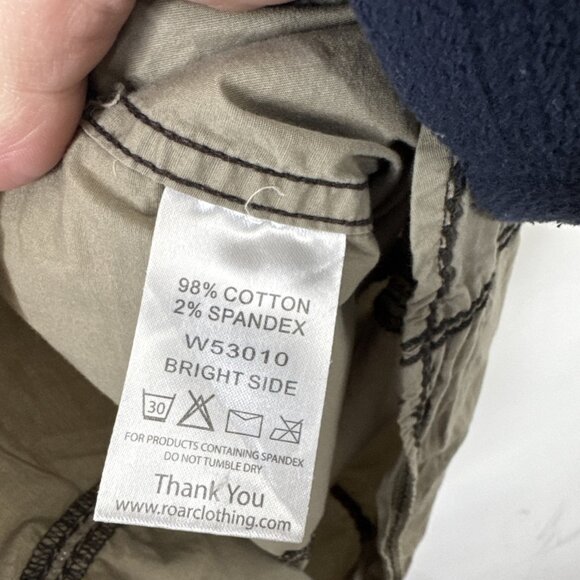 98% COTTON
2% SPANDEX
W53010
BRIGHT SIDE
30
FOR PRODUCTS CONTAINING SPANDEX
DO NOT TUMBLE DRY
Thank You
www.roarclothing.com